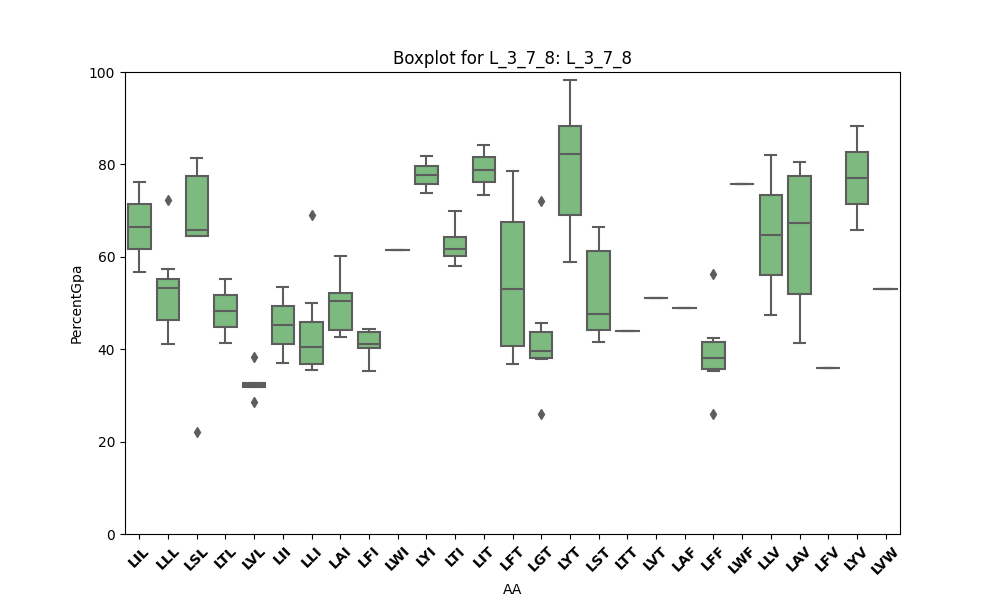 Boxplot for L_3_7_8: L_3_7_8
100
80
60
40
20
0
PercentGpa
LIL LLL LSL LTL LVL LII LLI LAI LFI LWI LYI LTI LIT LFT LGT LYT LST LTT LVT LAF LFF LWF LLV LAV LFV LYV LVW
AA